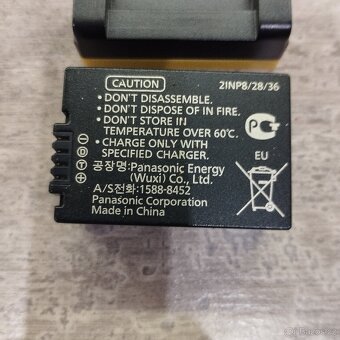 CAUTION
2INP8/28/36
• DON'T DISASSEMBLE.
• DON'T DISPOSE OF IN FIRE.
• DON'T STORE IN
TEMPERATURE OVER 60℃.
• CHARGE ONLY WITH
SPECIFIED CHARGER.
공장명:Panasonic Energy
(Wuxi) Co., Ltd.
A/S전화:1588-8452
Panasonic Corporation
Made in China
EU